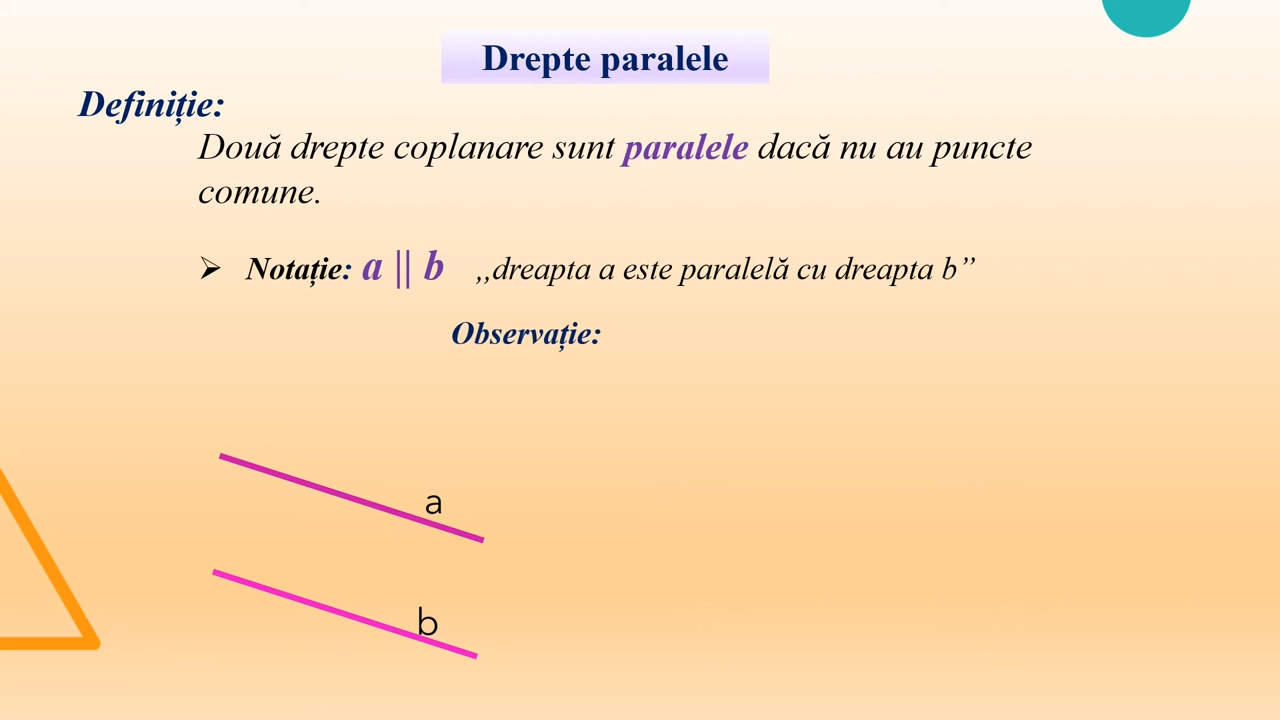 Drepte paralele
Definiție:
Două drepte coplanare sunt paralele dacă nu au puncte
comune.
➢ Notație: a || b ,,dreapta a este paralelă cu dreapta b”
Observație:
a
b